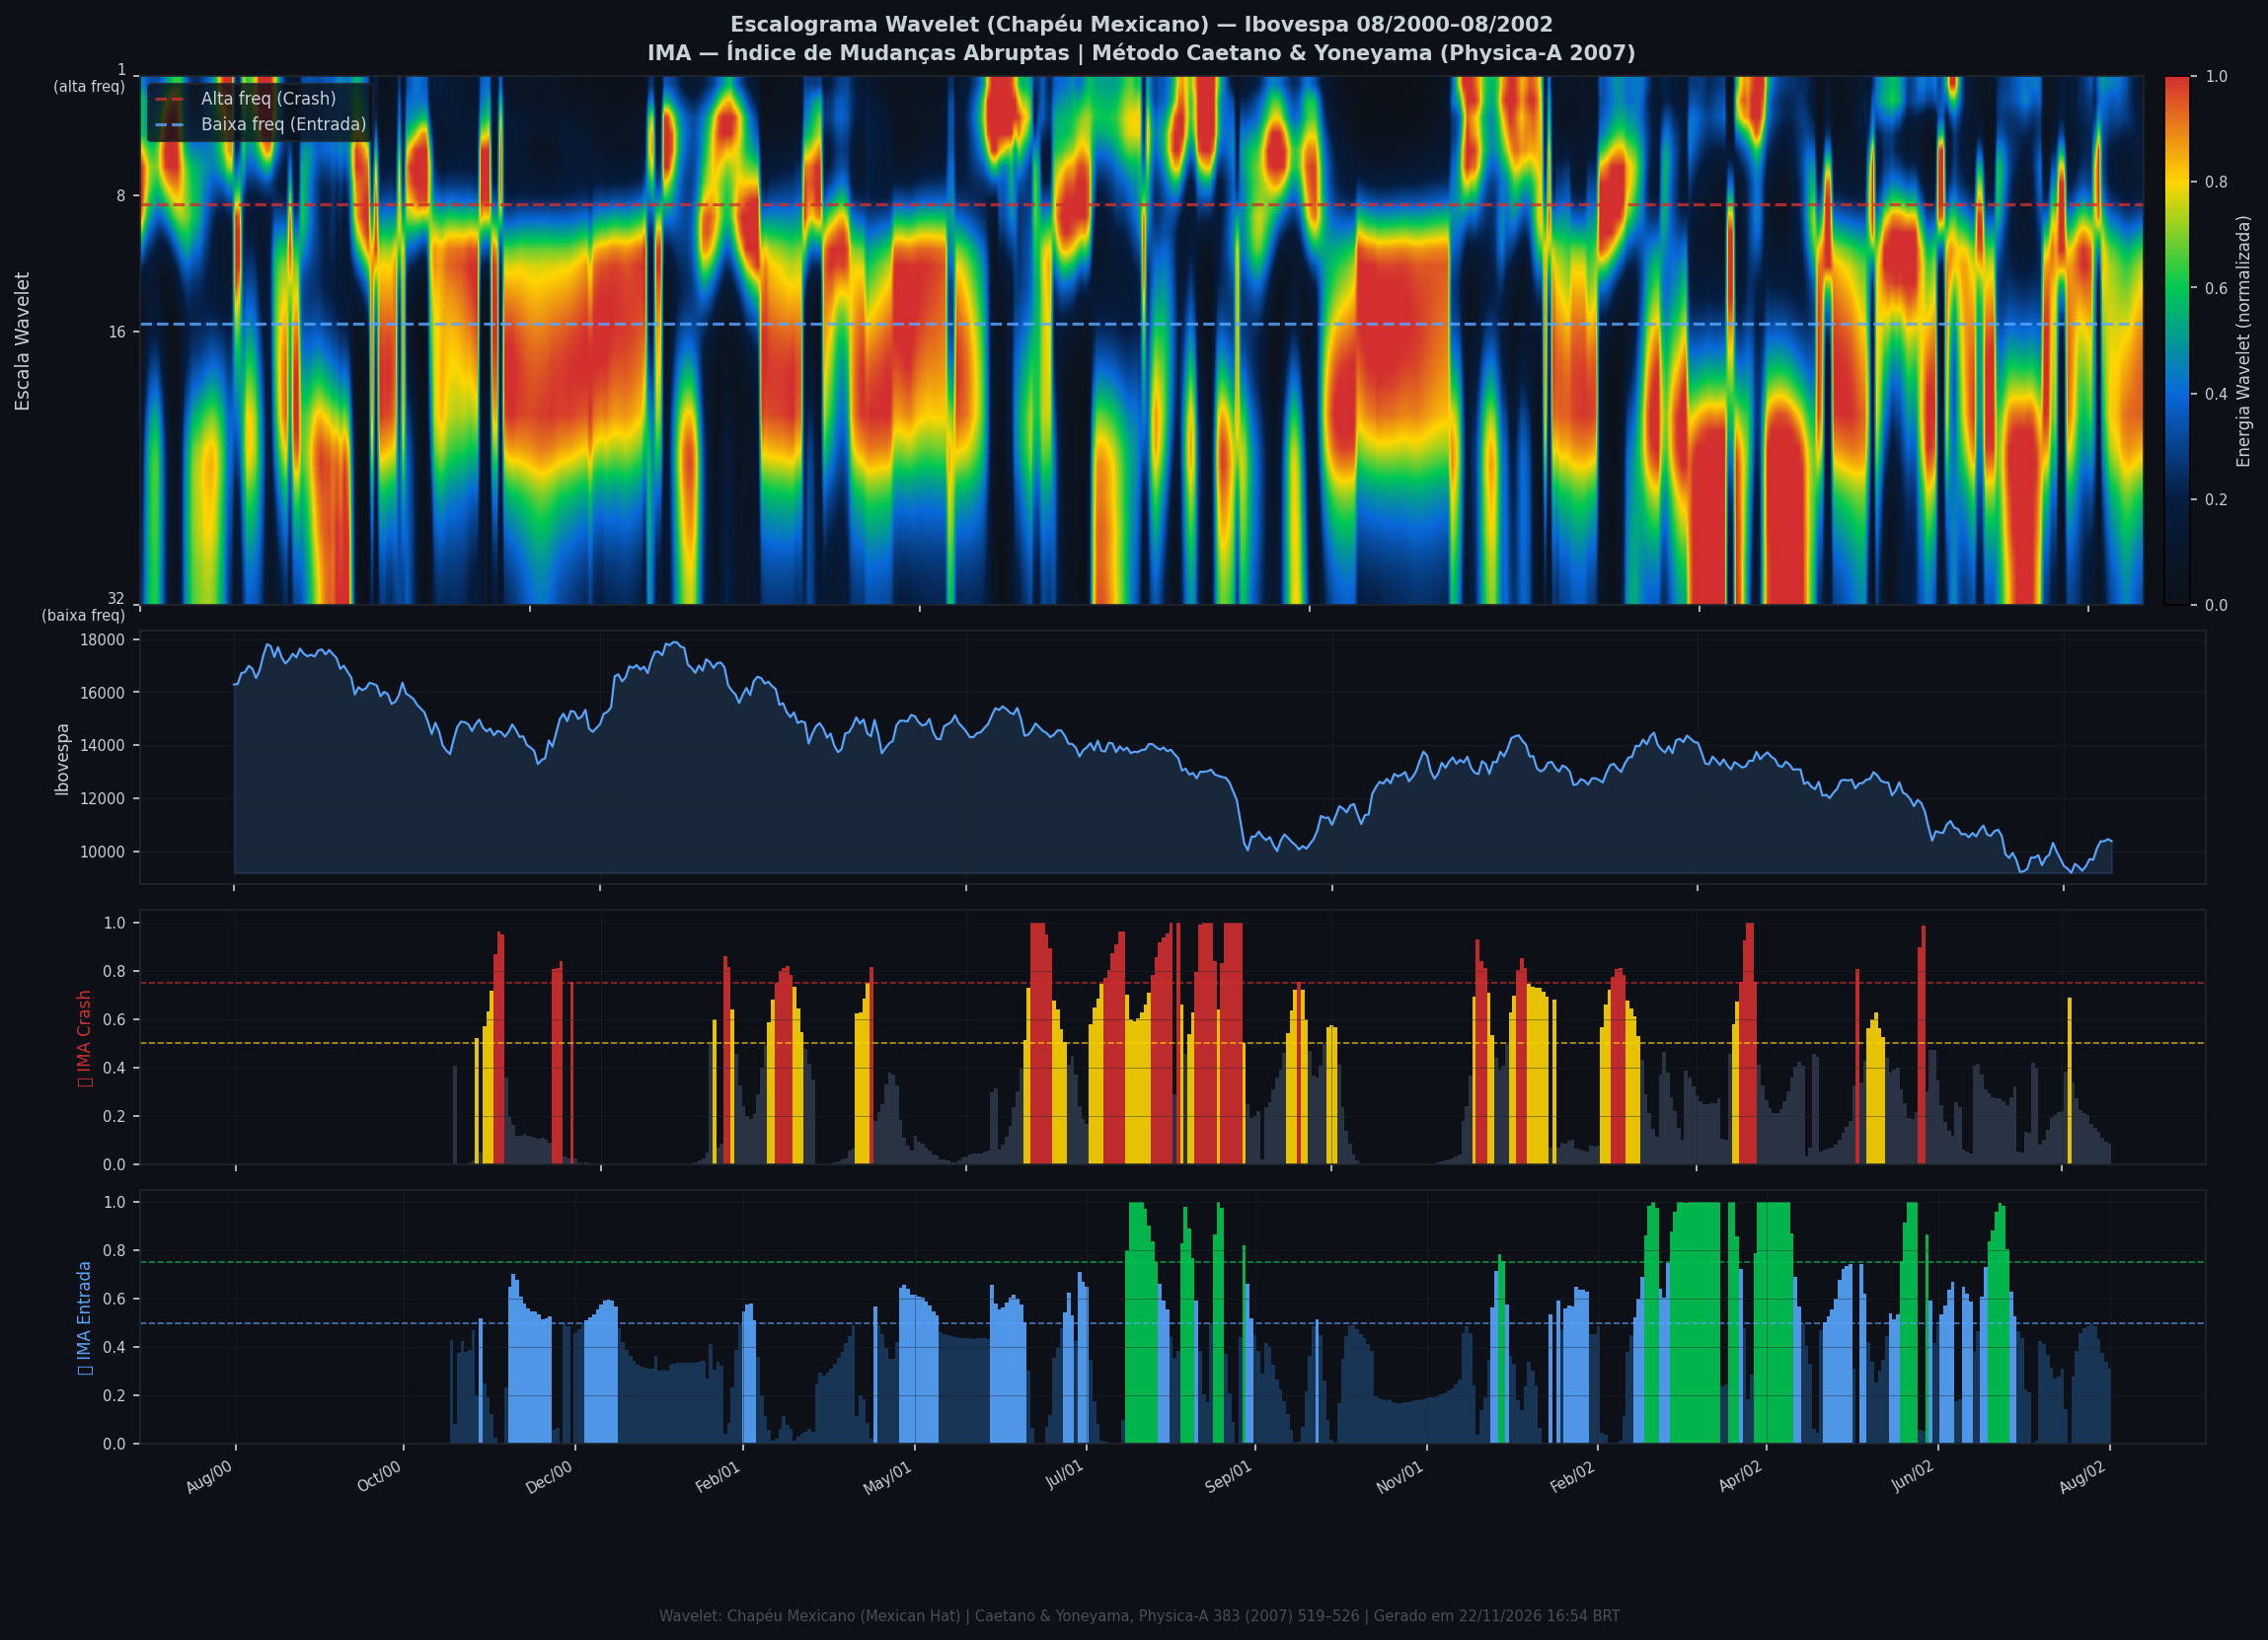 Escalograma Wavelet (Chapéu Mexicano) — Ibovespa 08/2000–08/2002
IMA — Índice de Mudanças Abruptas | Método Caetano & Yoneyama (Physica-A 2007)
Alta freq (Crash)
Baixa freq (Entrada)
1
(alta freq)
8
16
32
(baixa freq)
Escala Wavelet
1.0
0.8
0.6
0.4
0.2
0.0
Energia Wavelet (normalizada)
18000
16000
14000
12000
10000
Ibovespa
1.0
0.8
0.6
0.4
0.2
0.0
IMA Crash
1.0
0.8
0.6
0.4
0.2
0.0
IMA Entrada
Aug/00
Oct/00
Dec/00
Feb/01
May/01
Jul/01
Sep/01
Nov/01
Feb/02
Apr/02
Jun/02
Aug/02
Wavelet: Chapéu Mexicano (Mexican Hat) | Caetano & Yoneyama, Physica-A 383 (2007) 519–526 | Gerado em 22/11/2026 16:54 BRT